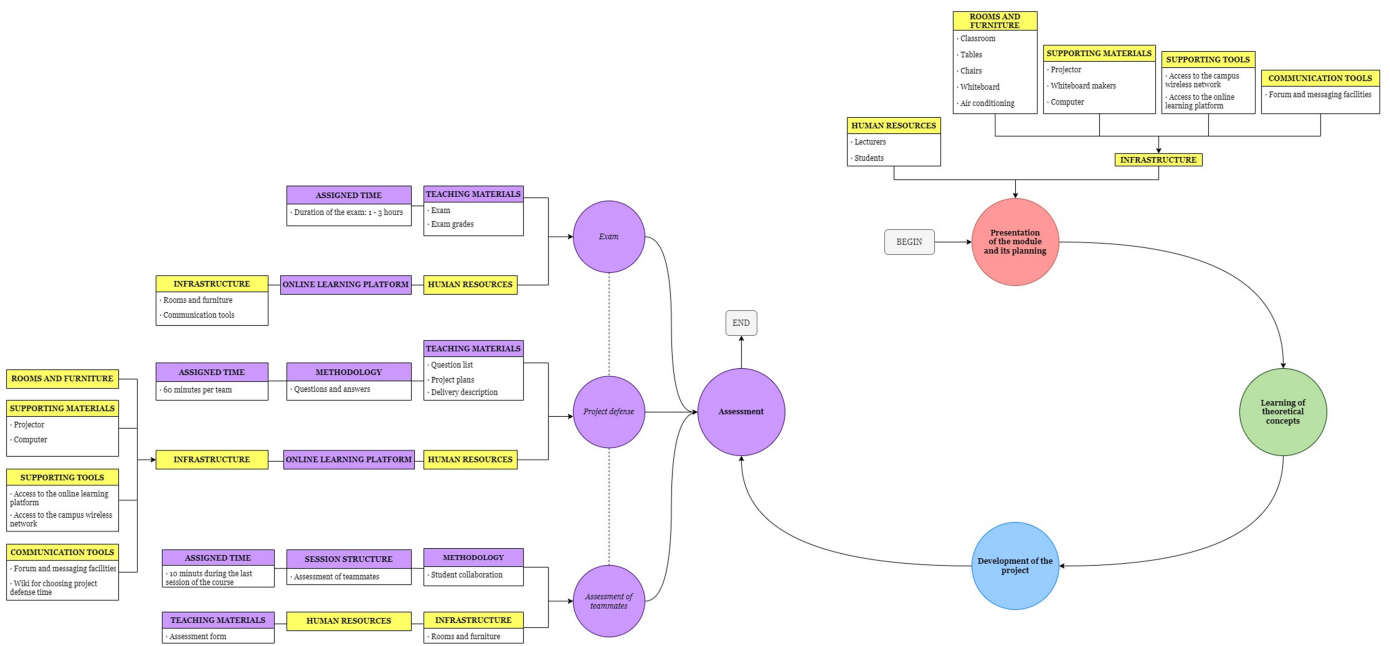 ROOMS AND
FURNITURE
· Classroom
· Tables
· Chairs
· Whiteboard
· Air conditioning
SUPPORTING MATERIALS
· Projector
· Whiteboard makers
· Computer
SUPPORTING TOOLS
· Access to the campus
wireless network
· Access to the online
learning platform
COMMUNICATION TOOLS
· Forum and messaging facilities
HUMAN RESOURCES
· Lecturers
· Students
INFRASTRUCTURE
BEGIN
Presentation
of the module
and its planning
Learning of
theoretical
concepts
Development of the
project
Assessment
END
ASSIGNED TIME
· Duration of the exam: 1 - 3 hours
TEACHING MATERIALS
· Exam
· Exam grades
Exam
INFRASTRUCTURE
· Rooms and furniture
· Communication tools
ONLINE LEARNING PLATFORM
HUMAN RESOURCES
ASSIGNED TIME
· 60 minutes per team
METHODOLOGY
· Questions and answers
TEACHING MATERIALS
· Question list
· Project plans
· Delivery description
Project defense
ROOMS AND FURNITURE
SUPPORTING MATERIALS
· Projector
· Computer
SUPPORTING TOOLS
· Access to the online learning
platform
· Access to the campus wireless
network
COMMUNICATION TOOLS
· Forum and messaging facilities
· Wiki for choosing project
defense time
INFRASTRUCTURE
ONLINE LEARNING PLATFORM
HUMAN RESOURCES
ASSIGNED TIME
· 10 minuts during the last
session of the course
SESSION STRUCTURE
· Assessment of teammates
METHODOLOGY
· Student collaboration
Assessment of
teammates
TEACHING MATERIALS
· Assessment form
HUMAN RESOURCES
INFRASTRUCTURE
· Rooms and furniture